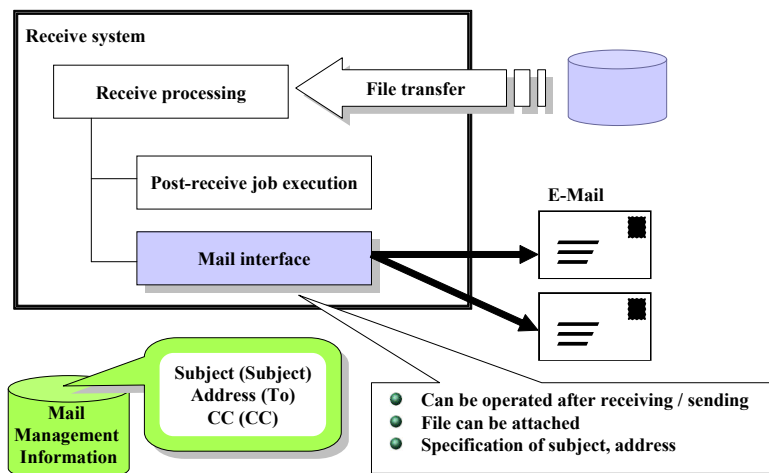 Receive system
Receive processing
File transfer
Post-receive job execution
E-Mail
Mail interface
Subject (Subject)
Address (To)
CC (CC)
Mail
Management
Information
Can be operated after receiving / sending
File can be attached
Specification of subject, address